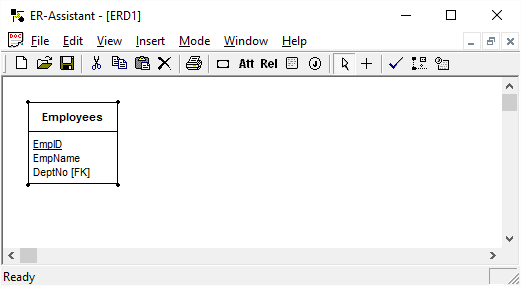 ER-Assistant - [ERD1]
File Edit View Insert Mode Window Help
Att Rel J
Employees
EmpID
EmpName
DeptNo [FK]
Ready